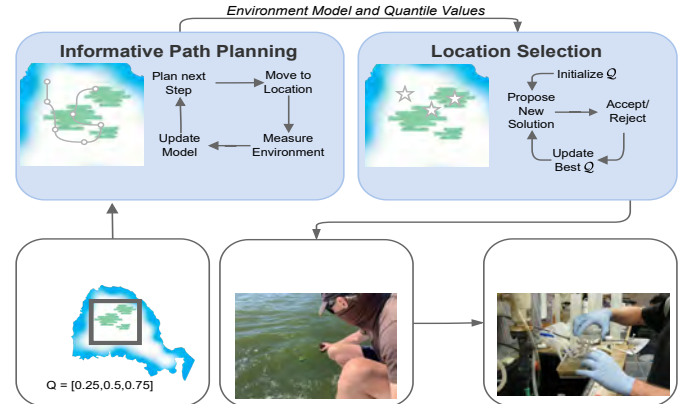 Environment Model and Quantile Values
Informative Path Planning
Plan next
Step
Move to
Location
Update
Model
Measure
Environment
Location Selection
Initialize 𝒬
Propose
New
Solution
Accept/
Reject
Update
Best 𝒬
Q = [0.25,0.5,0.75]